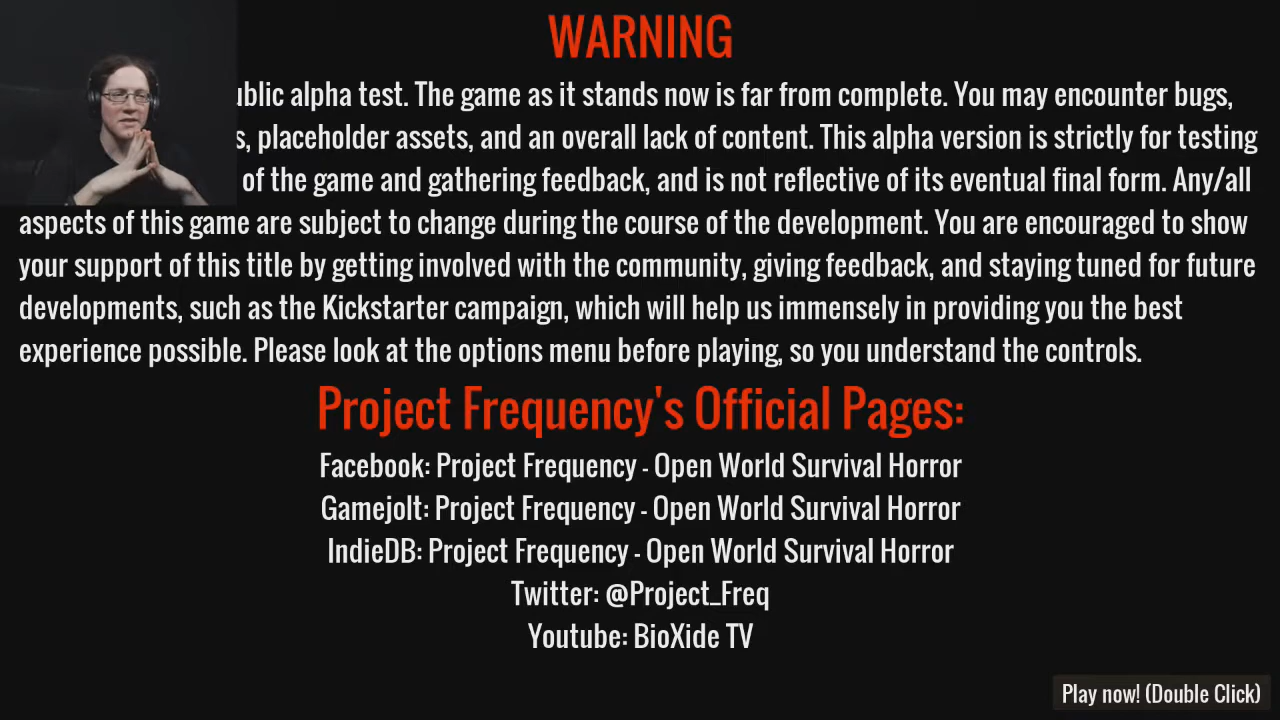 WARNING
ublic alpha test. The game as it stands now is far from complete. You may encounter bugs,
s, placeholder assets, and an overall lack of content. This alpha version is strictly for testing
of the game and gathering feedback, and is not reflective of its eventual final form. Any/all
aspects of this game are subject to change during the course of the development. You are encouraged to show
your support of this title by getting involved with the community, giving feedback, and staying tuned for future
developments, such as the Kickstarter campaign, which will help us immensely in providing you the best
experience possible. Please look at the options menu before playing, so you understand the controls.
Project Frequency's Official Pages:
Facebook: Project Frequency - Open World Survival Horror
Gamejolt: Project Frequency - Open World Survival Horror
IndieDB: Project Frequency - Open World Survival Horror
Twitter: @Project_Freq
Youtube: BioXide TV
Play now! (Double Click)